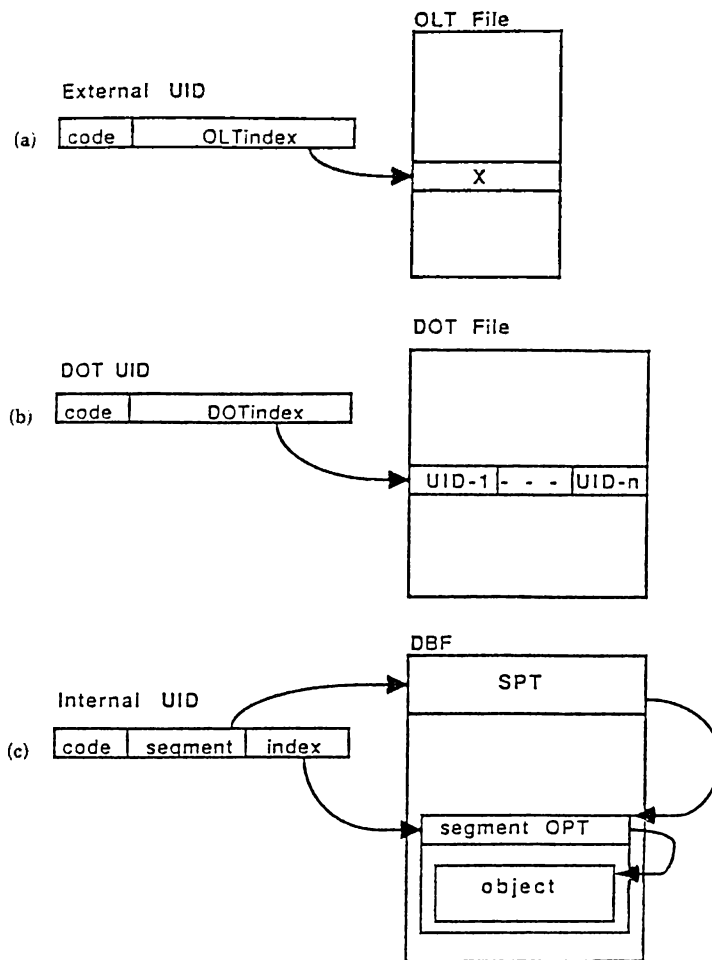 OLT File
External UID
(a)
code OLTindex
X
DOT File
DOT UID
(b)
code DOTindex
UID-1 - - - UID-n
DBF
SPT
Internal UID
(c)
code segment index
segment OPT
object